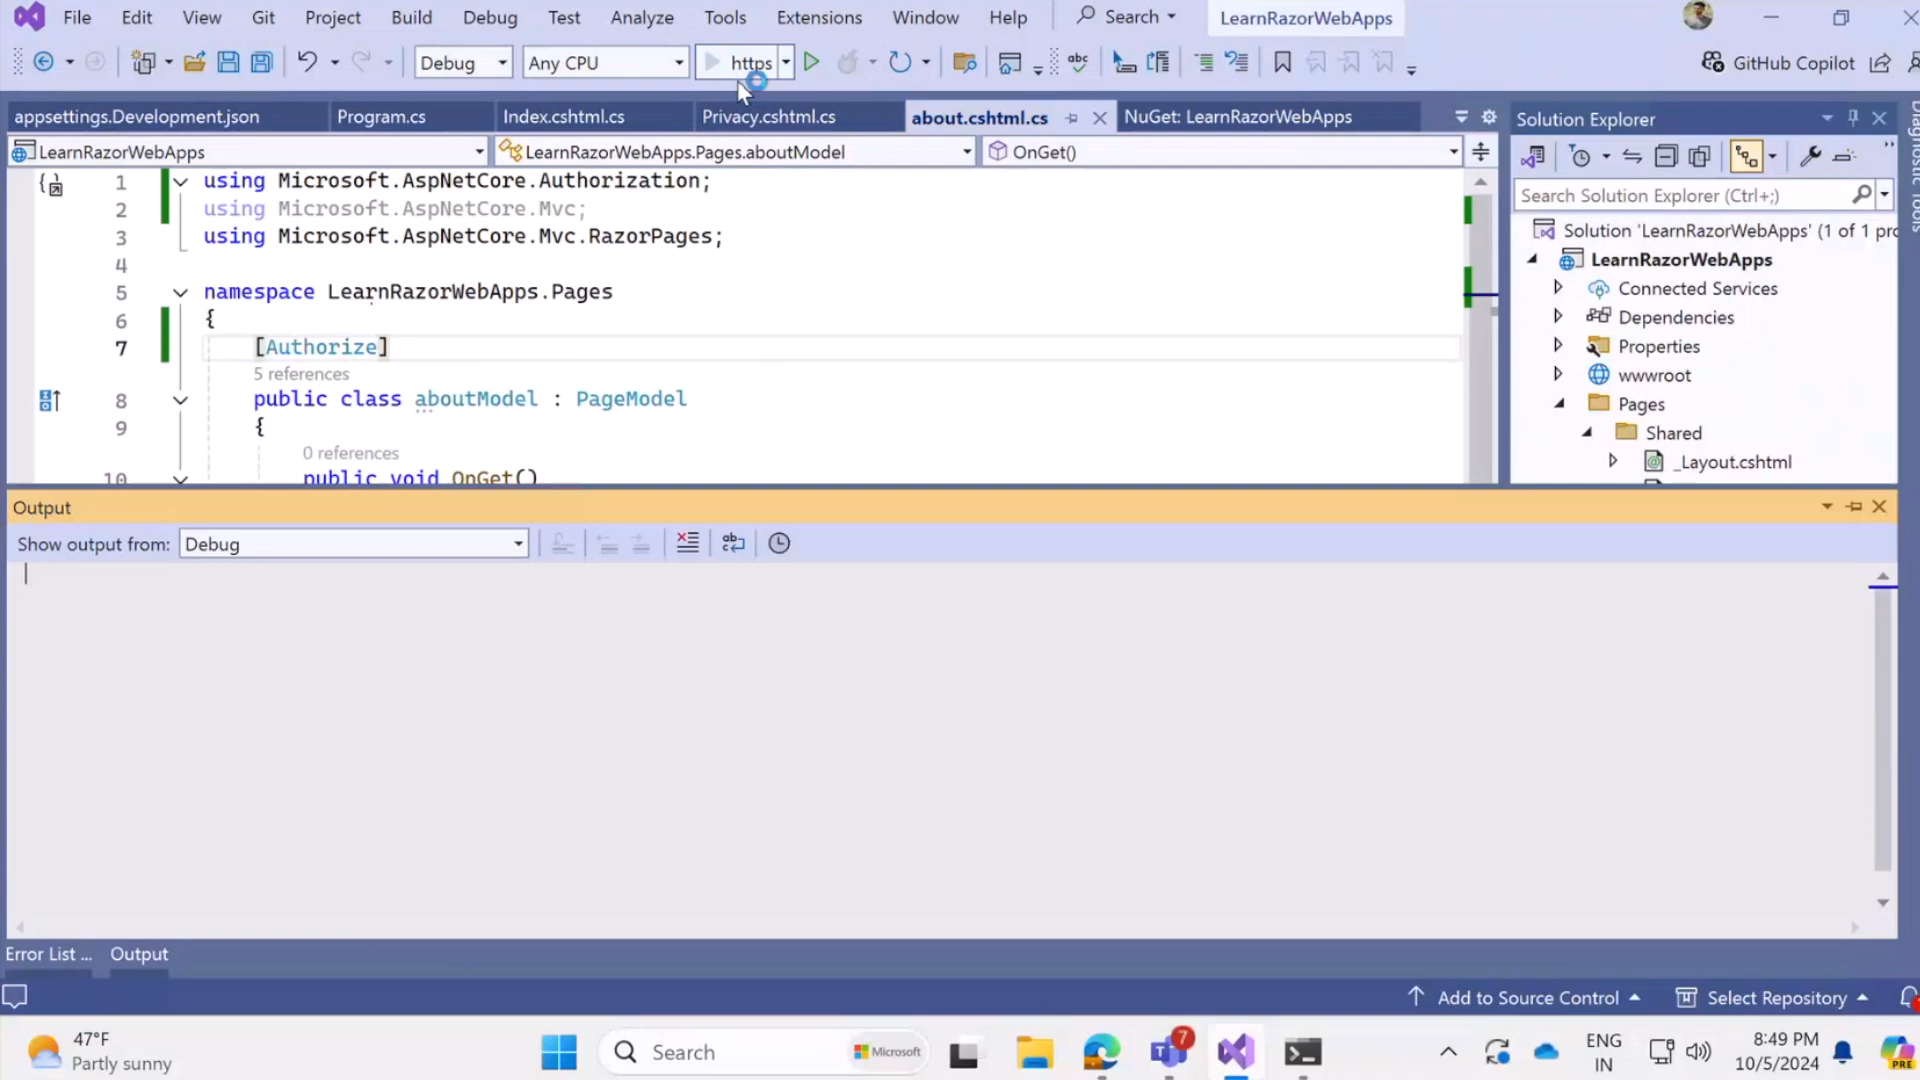 File Edit View Git Project Build Debug Test Analyze Tools Extensions Window Help Search LearnRazorWebApps
Debug Any CPU https GitHub Copilot
appsettings.Development.json Program.cs Index.cshtml.cs Privacy.cshtml.cs about.cshtml.cs NuGet: LearnRazorWebApps
LearnRazorWebApps LearnRazorWebApps.Pages.aboutModel OnGet()
1 using Microsoft.AspNetCore.Authorization;
2 using Microsoft.AspNetCore.Mvc;
3 using Microsoft.AspNetCore.Mvc.RazorPages;
4
5 namespace LearnRazorWebApps.Pages
6 {
7 [Authorize]
5 references
8 public class aboutModel : PageModel
9 {
0 references
10 public void OnGet()
Solution Explorer
Search Solution Explorer (Ctrl+;)
Solution 'LearnRazorWebApps' (1 of 1 pro
LearnRazorWebApps
Connected Services
Dependencies
Properties
wwwroot
Pages
Shared
_Layout.cshtml
Diagnostic Tools
Output
Show output from: Debug
Error List ... Output
Add to Source Control Select Repository
47°F
Partly sunny
Search Microsoft
7
PRE
ENG
IN
8:49 PM
10/5/2024